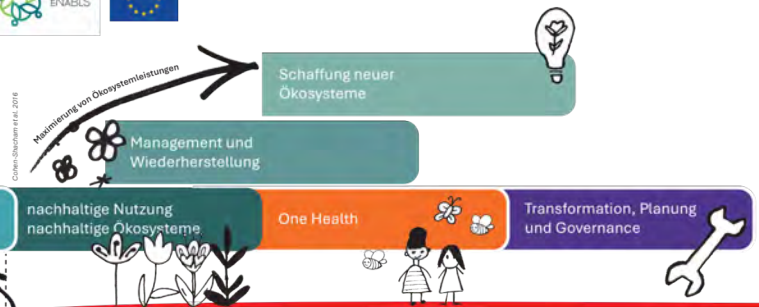 ENABLS
Maximierung von Ökosystemleistungen
Cohen-Shacham et al. 2016
Schaffung neuer
Ökosysteme
Management und
Wiederherstellung
nachhaltige Nutzung
nachhaltige Ökosysteme
One Health
Transformation, Planung
und Governance